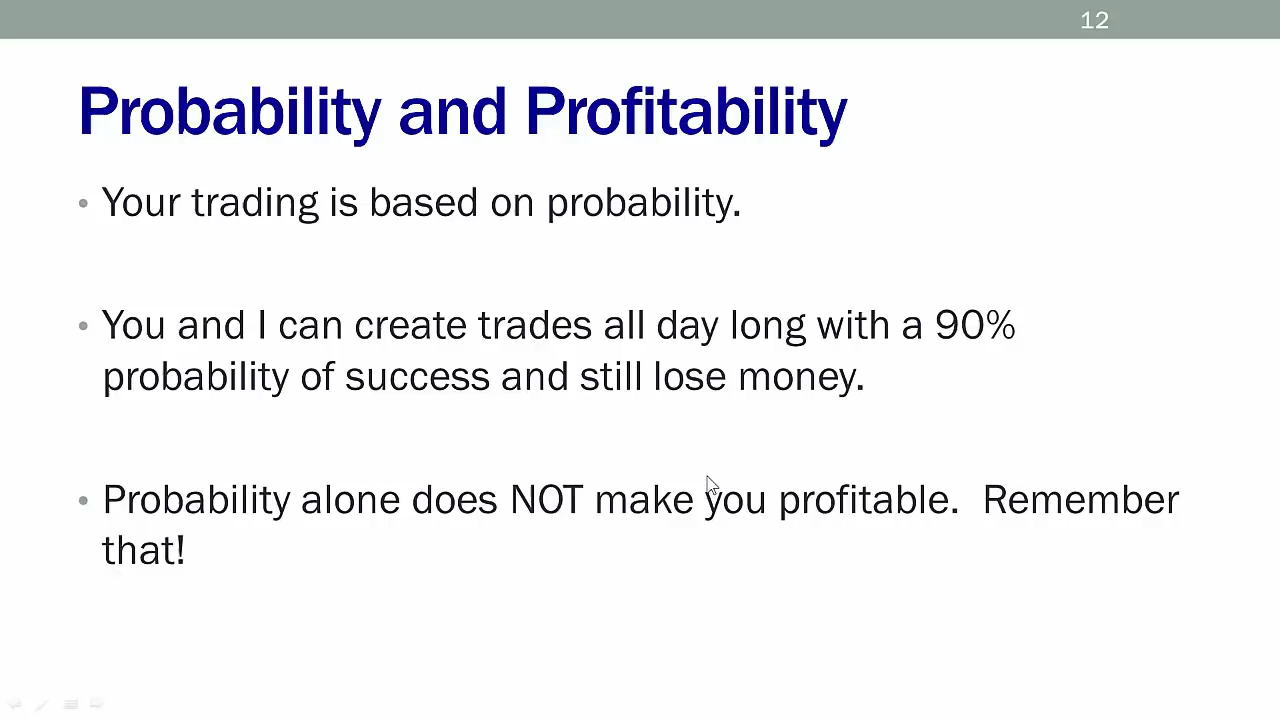 12
Probability and Profitability
• Your trading is based on probability.
• You and I can create trades all day long with a 90%
probability of success and still lose money.
• Probability alone does NOT make you profitable.  Remember
that!